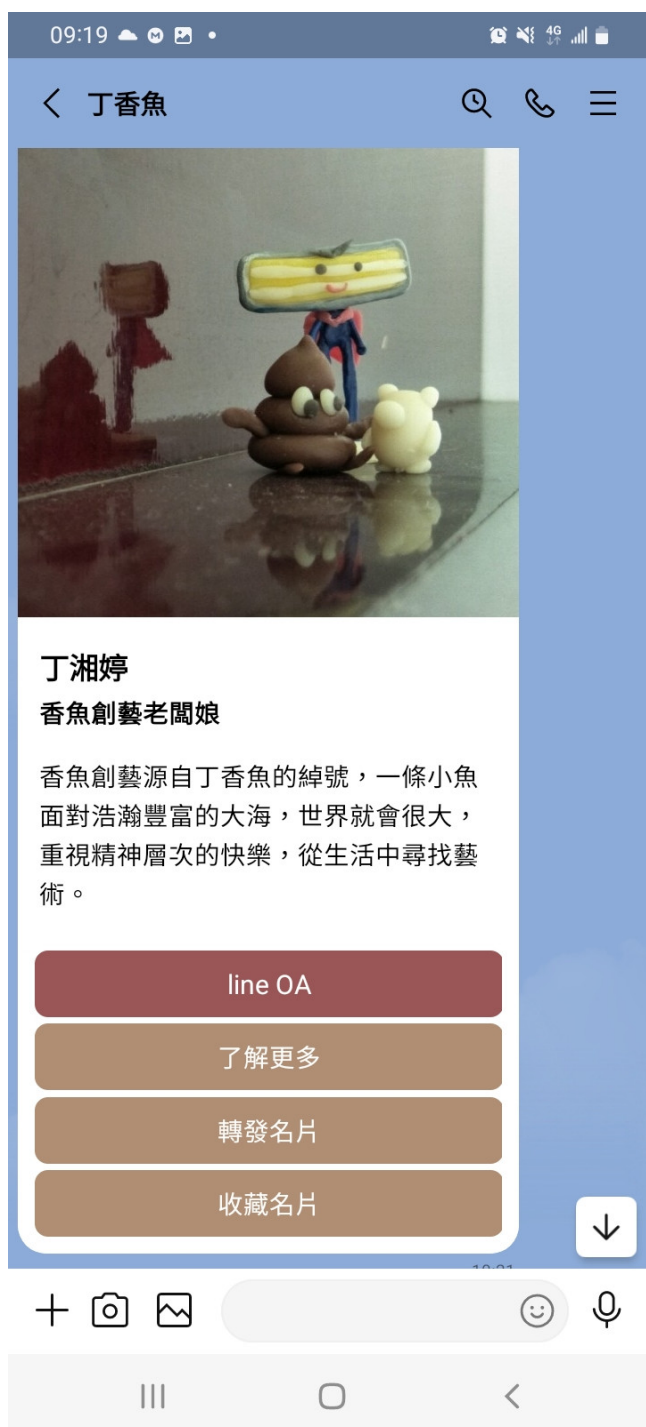 09:19
4G
丁香魚
丁湘婷
香魚創藝老闆娘
香魚創藝源自丁香魚的綽號，一條小魚
面對浩瀚豐富的大海，世界就會很大，
重視精神層次的快樂，從生活中尋找藝
術。
line OA
了解更多
轉發名片
收藏名片